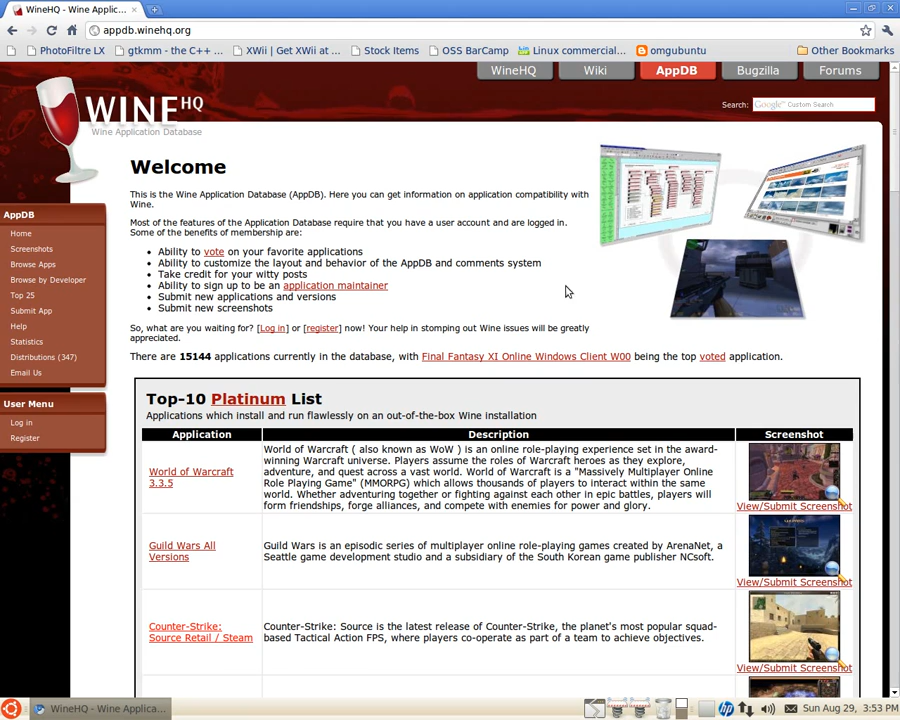 WineHQ - Wine Applic...
appdb.winehq.org
PhotoFiltre LX
gtkmm - the C++ ...
XWii | Get XWii at ...
Stock Items
OSS BarCamp
Linux commercial...
omgubuntu
Other Bookmarks
WineHQ
Wiki
AppDB
Bugzilla
Forums
WINE HQ
Wine Application Database
Search:
Google™ Custom Search
AppDB
Home
Screenshots
Browse Apps
Browse by Developer
Top 25
Submit App
Help
Statistics
Distributions (347)
Email Us
User Menu
Log in
Register
Welcome
This is the Wine Application Database (AppDB). Here you can get information on application compatibility with
Wine.
Most of the features of the Application Database require that you have a user account and are logged in.
Some of the benefits of membership are:
• Ability to vote on your favorite applications
• Ability to customize the layout and behavior of the AppDB and comments system
• Take credit for your witty posts
• Ability to sign up to be an application maintainer
• Submit new applications and versions
• Submit new screenshots
So, what are you waiting for? [Log in] or [register] now! Your help in stomping out Wine issues will be greatly
appreciated.
There are 15144 applications currently in the database, with Final Fantasy XI Online Windows Client W00 being the top voted application.
Top-10 Platinum List
Applications which install and run flawlessly on an out-of-the-box Wine installation
Application Description Screenshot
World of Warcraft
3.3.5
World of Warcraft ( also known as WoW ) is an online role-playing experience set in the award-
winning Warcraft universe. Players assume the roles of Warcraft heroes as they explore,
adventure, and quest across a vast world. World of Warcraft is a "Massively Multiplayer Online
Role Playing Game" (MMORPG) which allows thousands of players to interact within the same
world. Whether adventuring together or fighting against each other in epic battles, players will
form friendships, forge alliances, and compete with enemies for power and glory.
View/Submit Screenshot
Guild Wars All
Versions
Guild Wars is an episodic series of multiplayer online role-playing games created by ArenaNet, a
Seattle game development studio and a subsidiary of the South Korean game publisher NCsoft.
View/Submit Screenshot
Counter-Strike:
Source Retail / Steam
Counter-Strike: Source is the latest release of Counter-Strike, the planet's most popular squad-
based Tactical Action FPS, where players co-operate as part of a team to achieve objectives.
View/Submit Screenshot
WineHQ - Wine Applica...
hp
Sun Aug 29, 3:53 PM